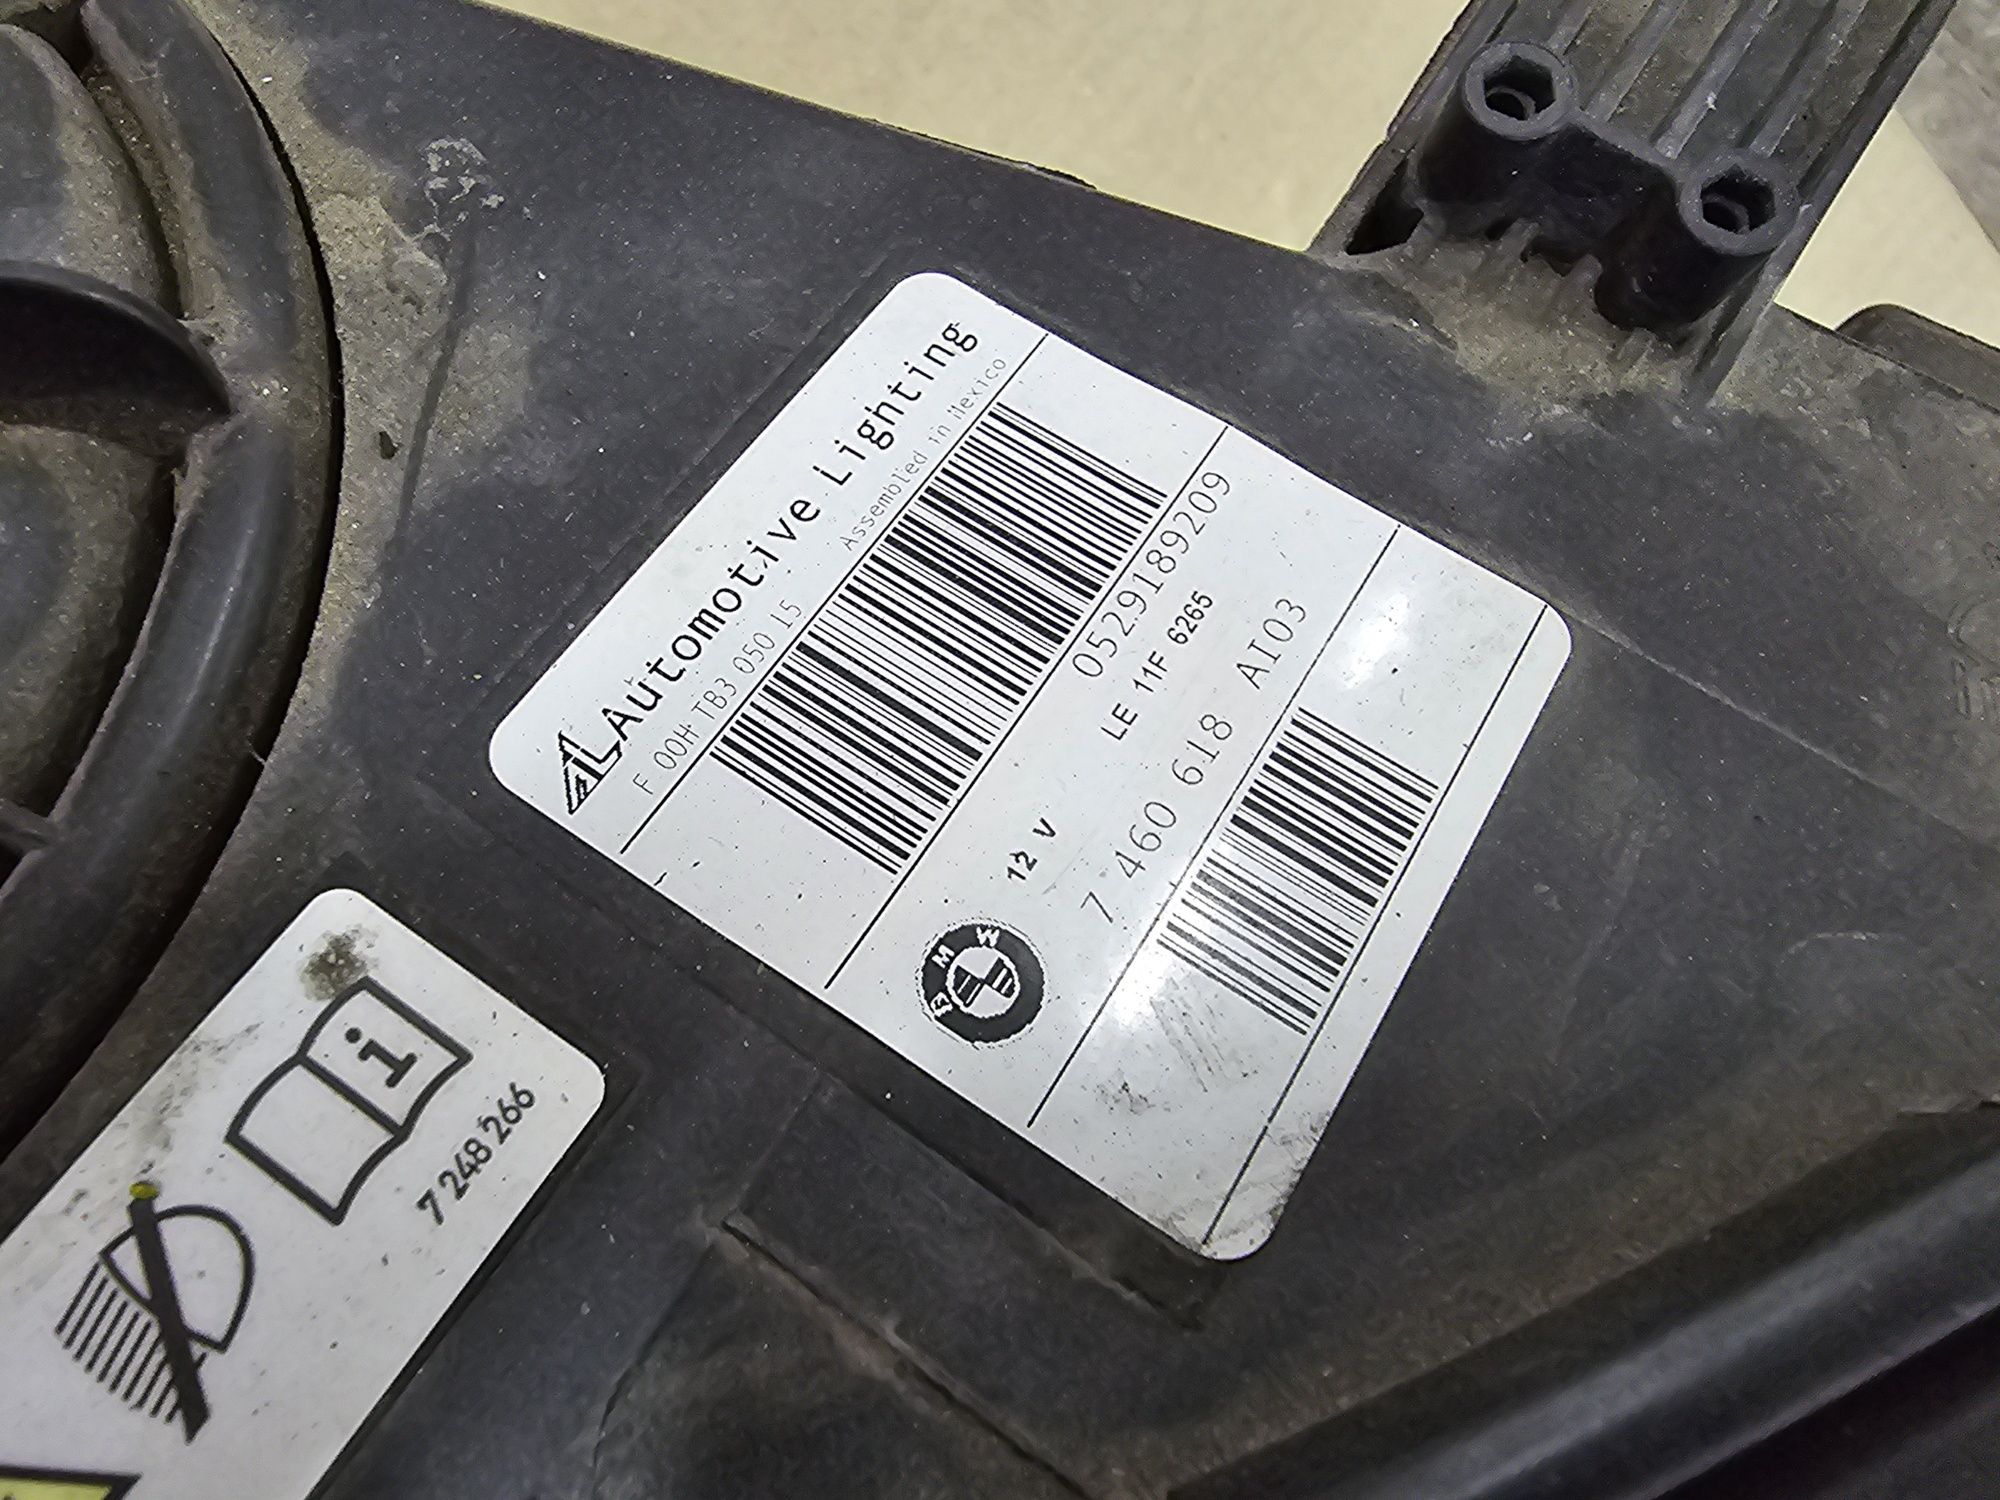 AL Automotive Lighting
F 00H TB3 050 15 Assembled in Mexico
0529189209
LE 11F 6265
12 V
7 460 618 AI03
BMW
i
7 248 266